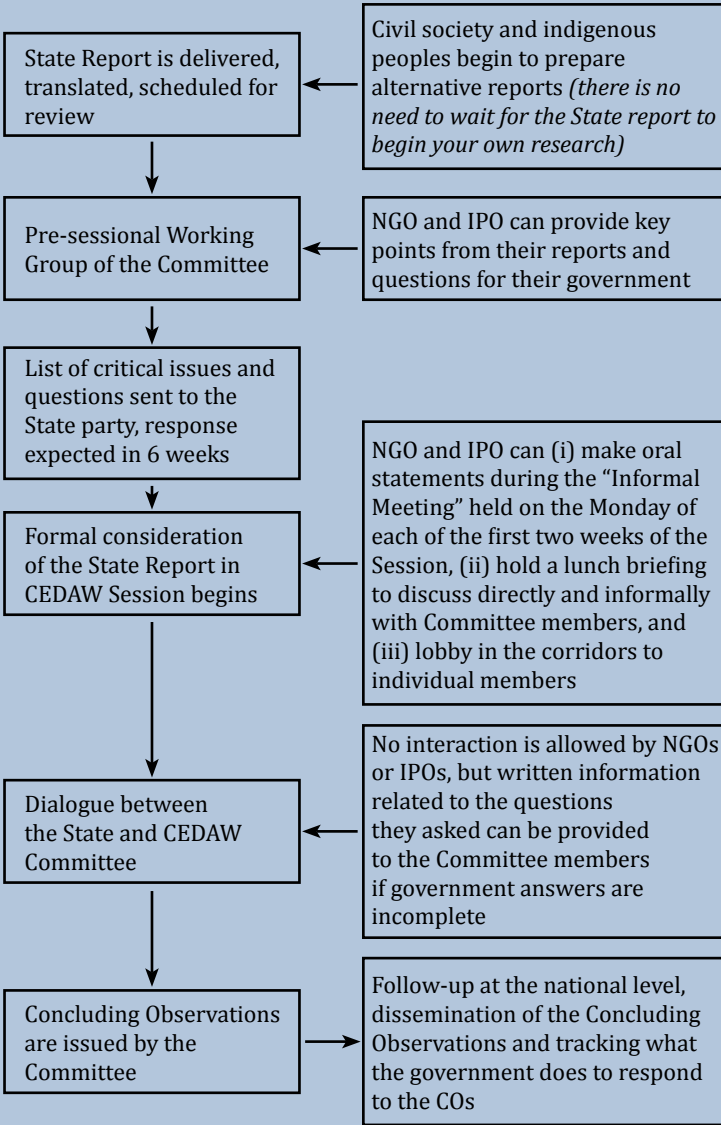 State Report is delivered,
translated, scheduled for
review
Civil society and indigenous
peoples begin to prepare
alternative reports (there is no
need to wait for the State report to
begin your own research)
Pre-sessional Working
Group of the Committee
NGO and IPO can provide key
points from their reports and
questions for their government
List of critical issues and
questions sent to the
State party, response
expected in 6 weeks
Formal consideration
of the State Report in
CEDAW Session begins
NGO and IPO can (i) make oral
statements during the “Informal
Meeting” held on the Monday of
each of the first two weeks of the
Session, (ii) hold a lunch briefing
to discuss directly and informally
with Committee members, and
(iii) lobby in the corridors to
individual members
Dialogue between
the State and CEDAW
Committee
No interaction is allowed by NGOs
or IPOs, but written information
related to the questions
they asked can be provided
to the Committee members
if government answers are
incomplete
Concluding Observations
are issued by the
Committee
Follow-up at the national level,
dissemination of the Concluding
Observations and tracking what
the government does to respond
to the COs